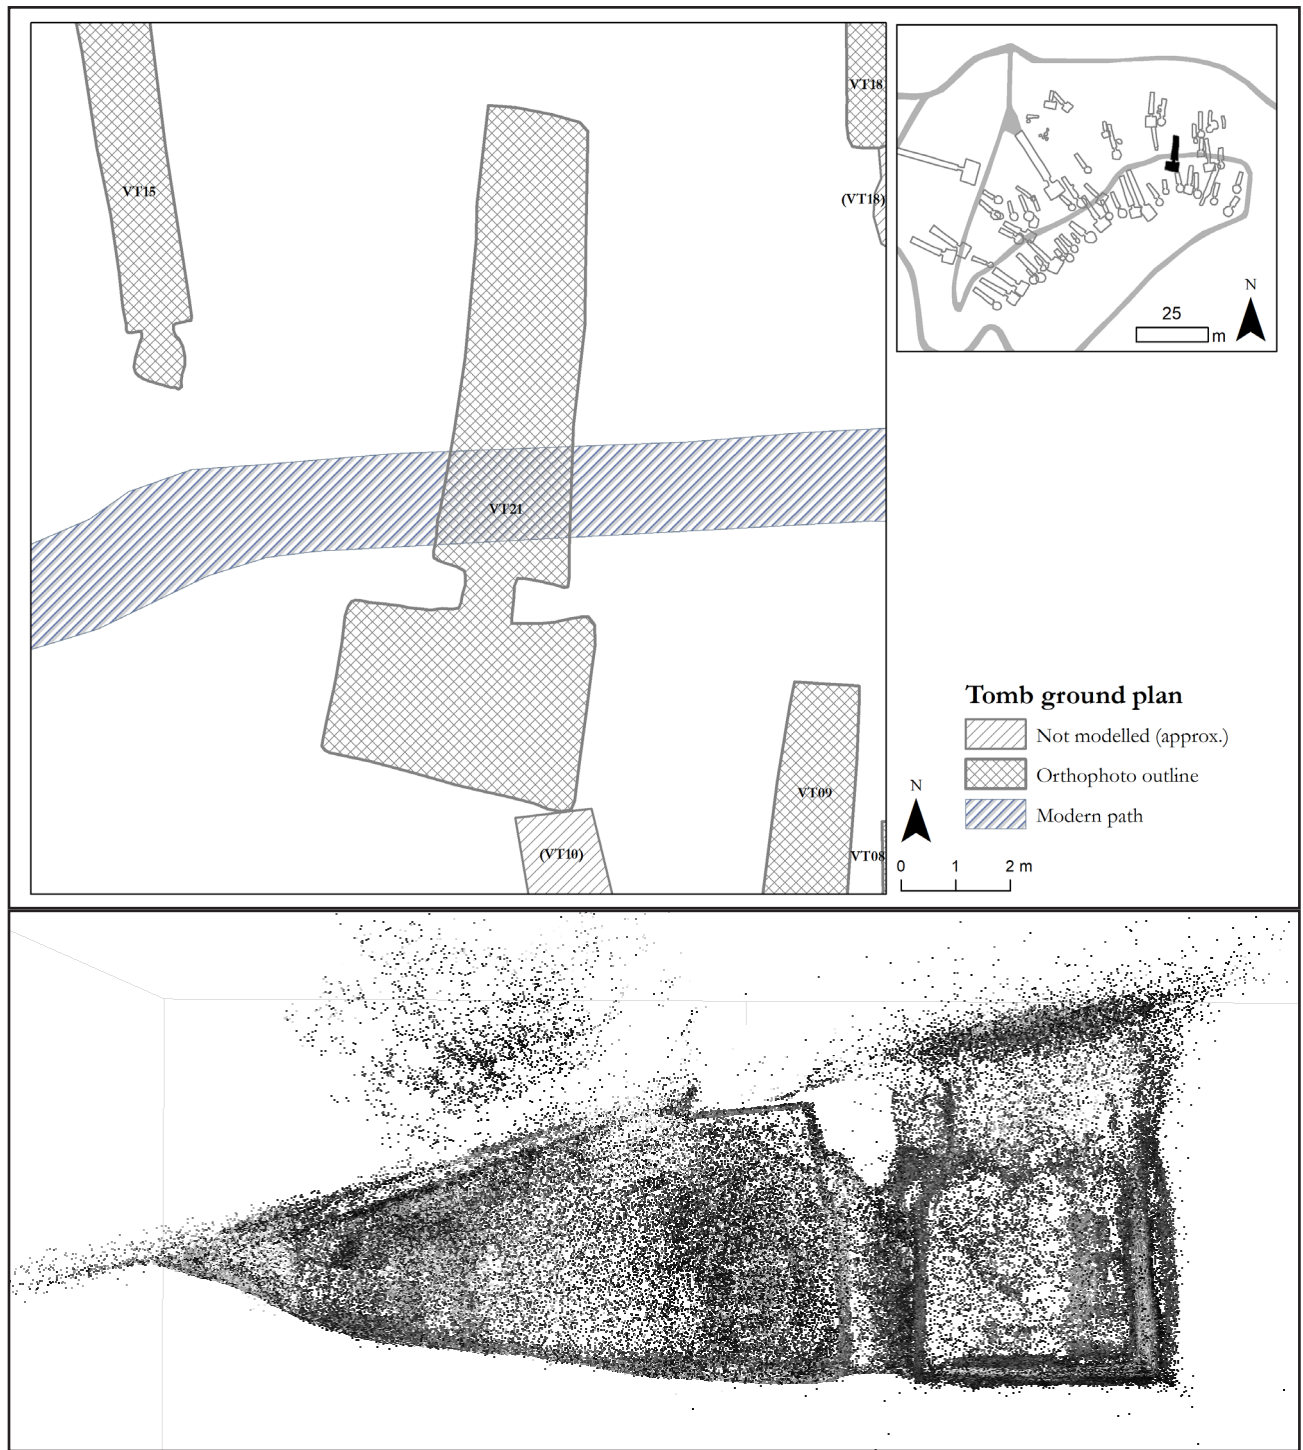 VT18
VT15
(VT18)
N
25
m
VT21
Tomb ground plan
Not modelled (approx.)
Orthophoto outline
Modern path
VT09
N
(VT10)
VT08
0 1 2 m